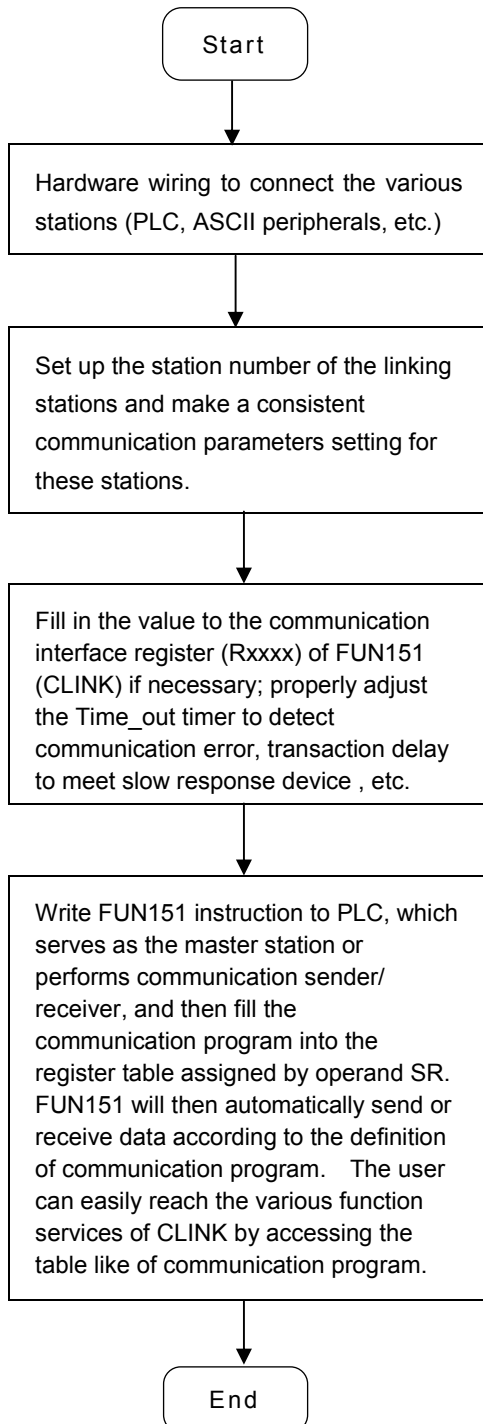 Start
Hardware wiring to connect the various
stations (PLC, ASCII peripherals, etc.)
Set up the station number of the linking
stations and make a consistent
communication parameters setting for
these stations.
Fill in the value to the communication
interface register (Rxxxx) of FUN151
(CLINK) if necessary; properly adjust
the Time_out timer to detect
communication error, transaction delay
to meet slow response device , etc.
Write FUN151 instruction to PLC, which
serves as the master station or
performs communication sender/
receiver, and then fill the
communication program into the
register table assigned by operand SR.
FUN151 will then automatically send or
receive data according to the definition
of communication program. The user
can easily reach the various function
services of CLINK by accessing the
table like of communication program.
End